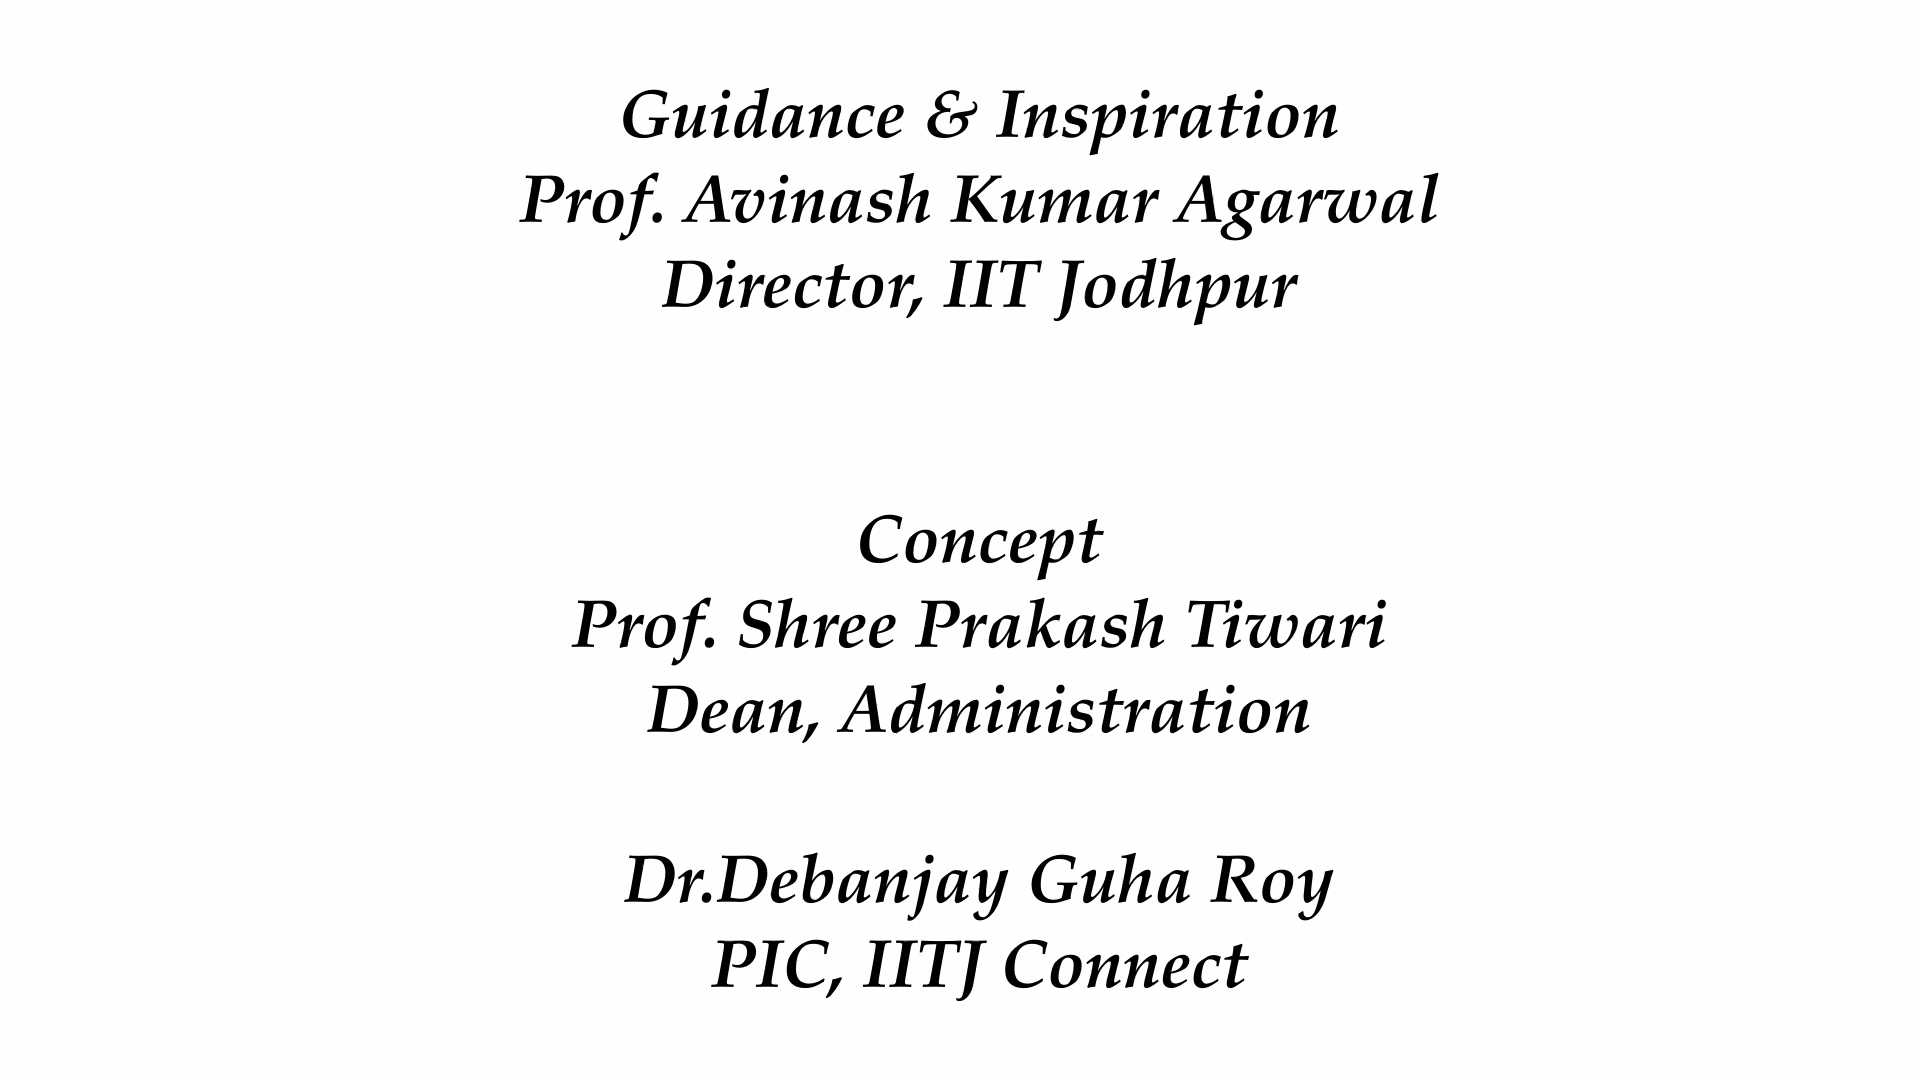 Guidance & Inspiration
Prof. Avinash Kumar Agarwal
Director, IIT Jodhpur
Concept
Prof. Shree Prakash Tiwari
Dean, Administration
Dr.Debanjay Guha Roy
PIC, IITJ Connect